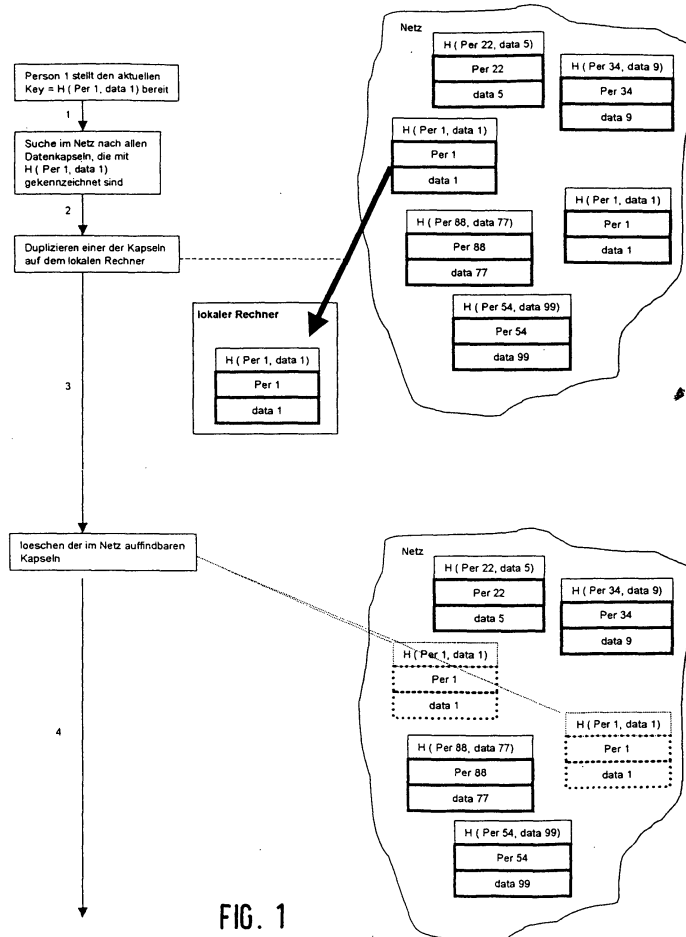 Person 1 stellt den aktuellen
Key = H ( Per 1, data 1) bereit
1
Suche im Netz nach allen
Datenkapseln, die mit
H ( Per 1, data 1)
gekennzeichnet sind
2
Duplizieren einer der Kapseln
auf dem lokalen Rechner
3
loeschen der im Netz auffindbaren
Kapseln
4
Netz
H ( Per 22, data 5)
Per 22
data 5
H ( Per 34, data 9)
Per 34
data 9
H ( Per 1, data 1)
Per 1
data 1
H ( Per 1, data 1)
Per 1
data 1
H ( Per 88, data 77)
Per 88
data 77
H ( Per 54, data 99)
Per 54
data 99
lokaler Rechner
H ( Per 1, data 1)
Per 1
data 1
Netz
H ( Per 22, data 5)
Per 22
data 5
H ( Per 34, data 9)
Per 34
data 9
H ( Per 1, data 1)
Per 1
data 1
H ( Per 1, data 1)
Per 1
data 1
H ( Per 88, data 77)
Per 88
data 77
H ( Per 54, data 99)
Per 54
data 99
FIG. 1